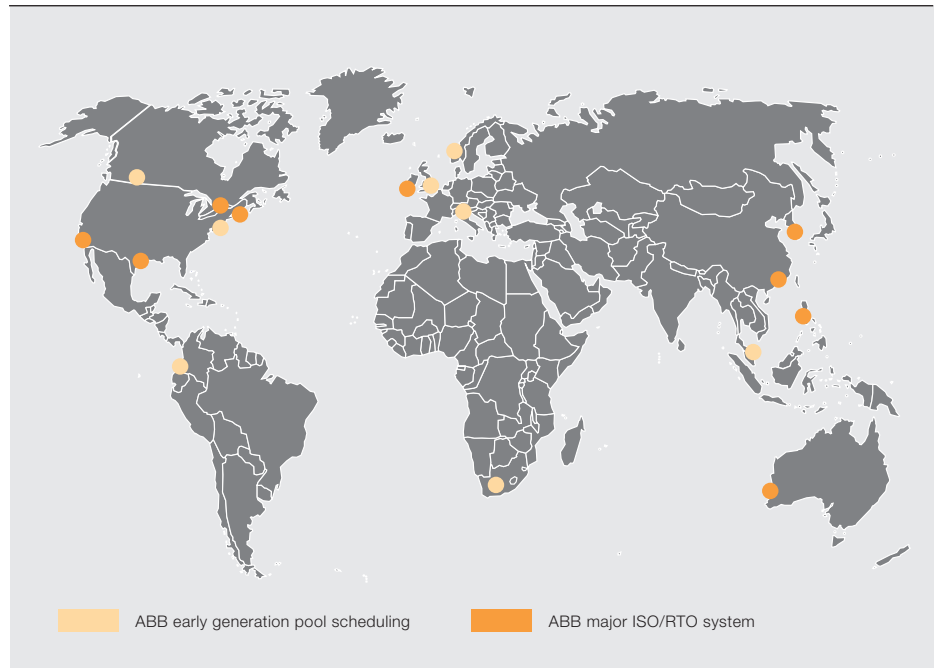 ABB early generation pool scheduling
ABB major ISO/RTO system